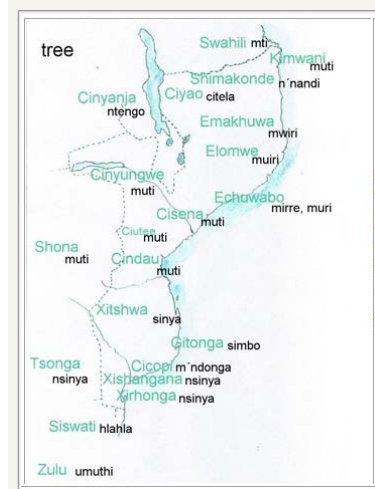 tree
Swahili mti
Kimwani
muti
Shimakonde
n´nandi
Cinyanja
ntengo
Ciyao citela
Emakhuwa
mwiri
Elomwe
muiri
Cinyungwe
muti
Echuwabo
mirre, muri
Cisena
muti
Ciutee
muti
Shona
muti
Cindau
muti
Xitshwa
sinya
Gitonga simbo
Tsonga
nsinya
Cicopi m´ndonga
Xishangana nsinya
Xirhonga nsinya
Siswati hlahla
Zulu umuthi